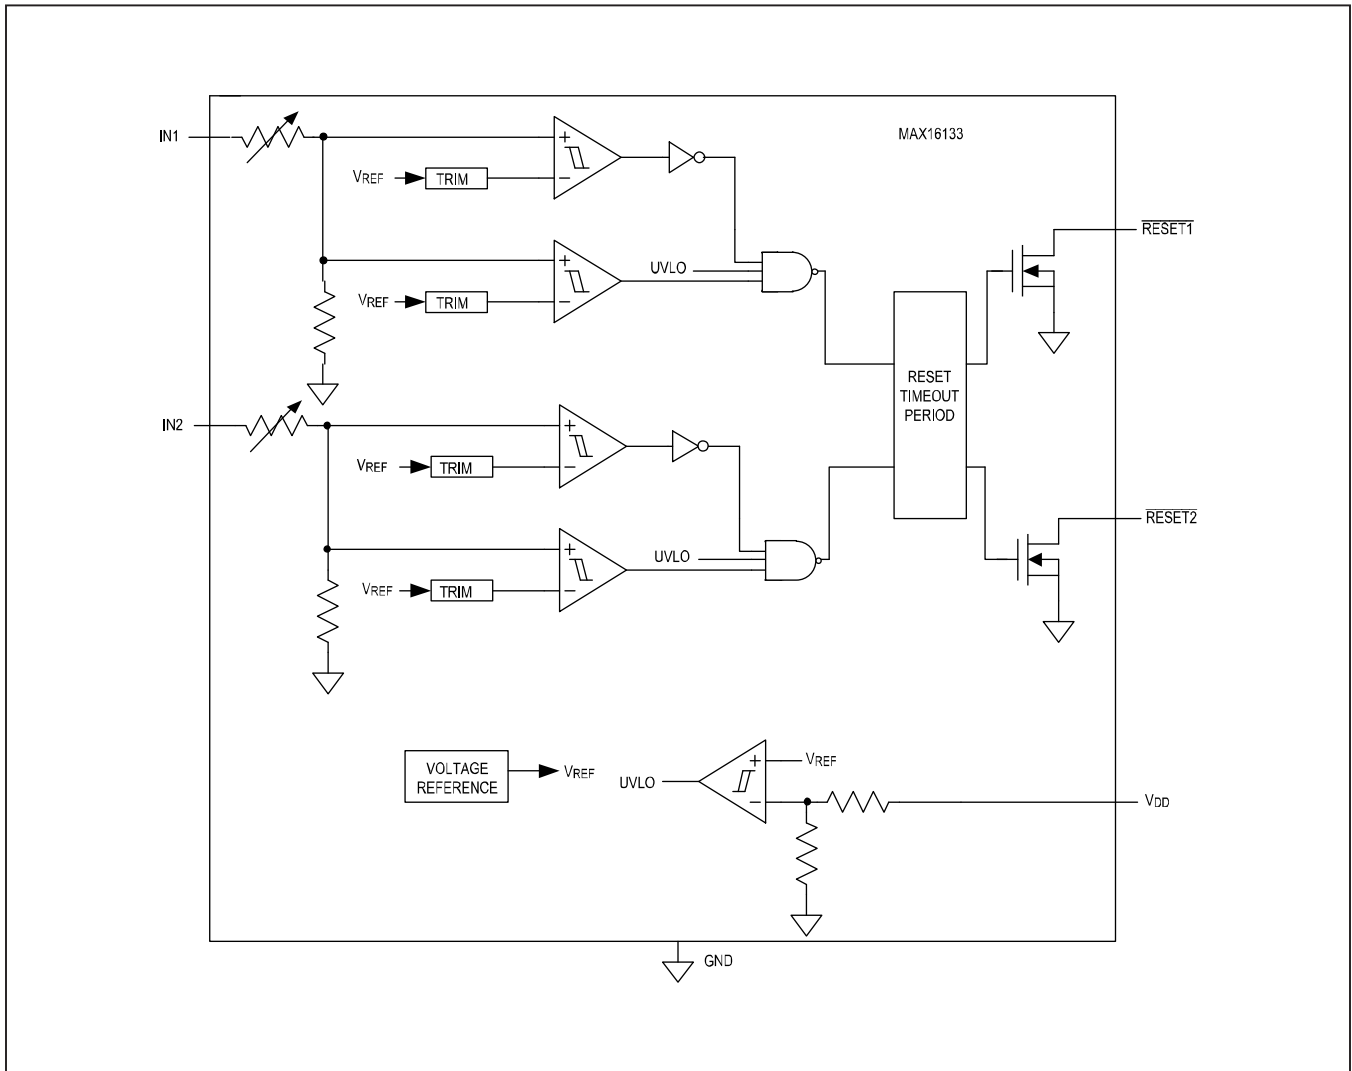 MAX16133
IN1
+
VREF
TRIM
−
RESET1
+
UVLO
VREF
TRIM
−
RESET
TIMEOUT
PERIOD
IN2
+
VREF
TRIM
−
RESET2
+
UVLO
VREF
TRIM
−
VOLTAGE
REFERENCE
VREF
UVLO
+
VREF
−
VDD
GND